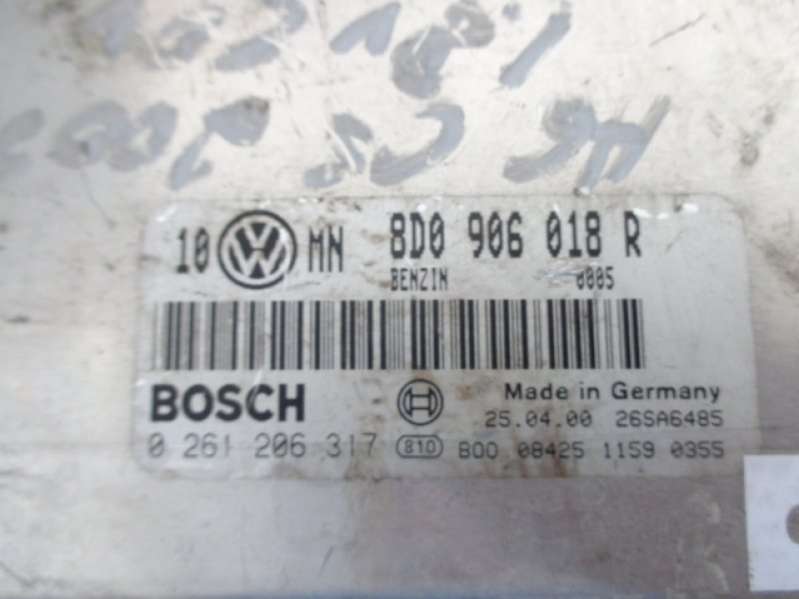 10 VW MN 8D0 906 018 R
BENZIN 0005
BOSCH
Made in Germany
25.04.00 26SA6485
0 261 206 317 810 B00 08425 1159 0355